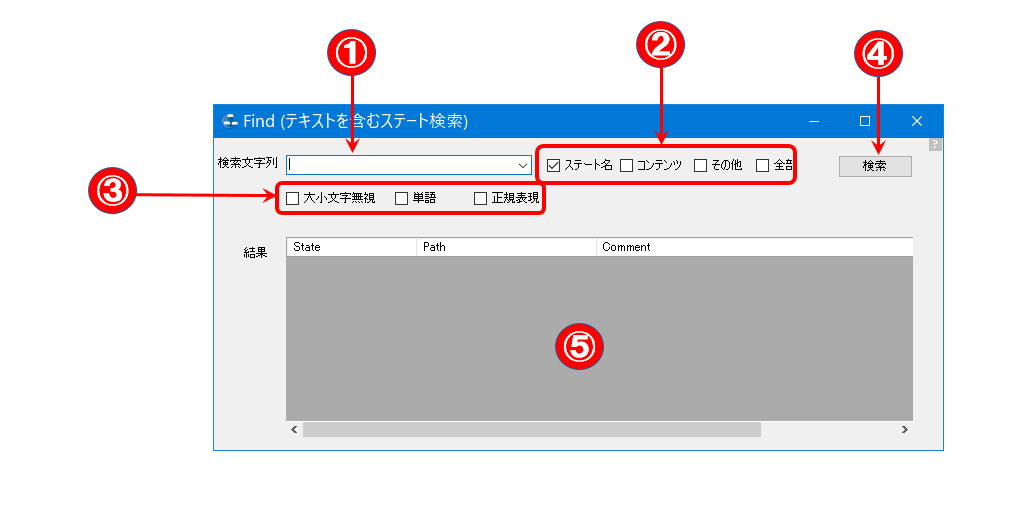 ① ② ④
Find (テキストを含むステート検索)
?
検索文字列 ステート名 コンテンツ その他 全部 検索
③ 大小文字無視 単語 正規表現
結果 State Path Comment
⑤